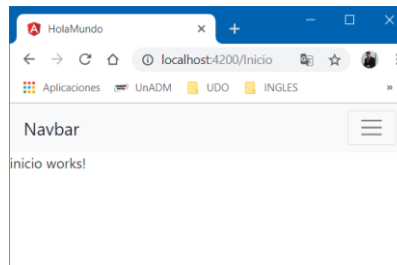 HolaMundo
localhost:4200/Inicio
Aplicaciones UnADM UDO INGLES »
Navbar
inicio works!